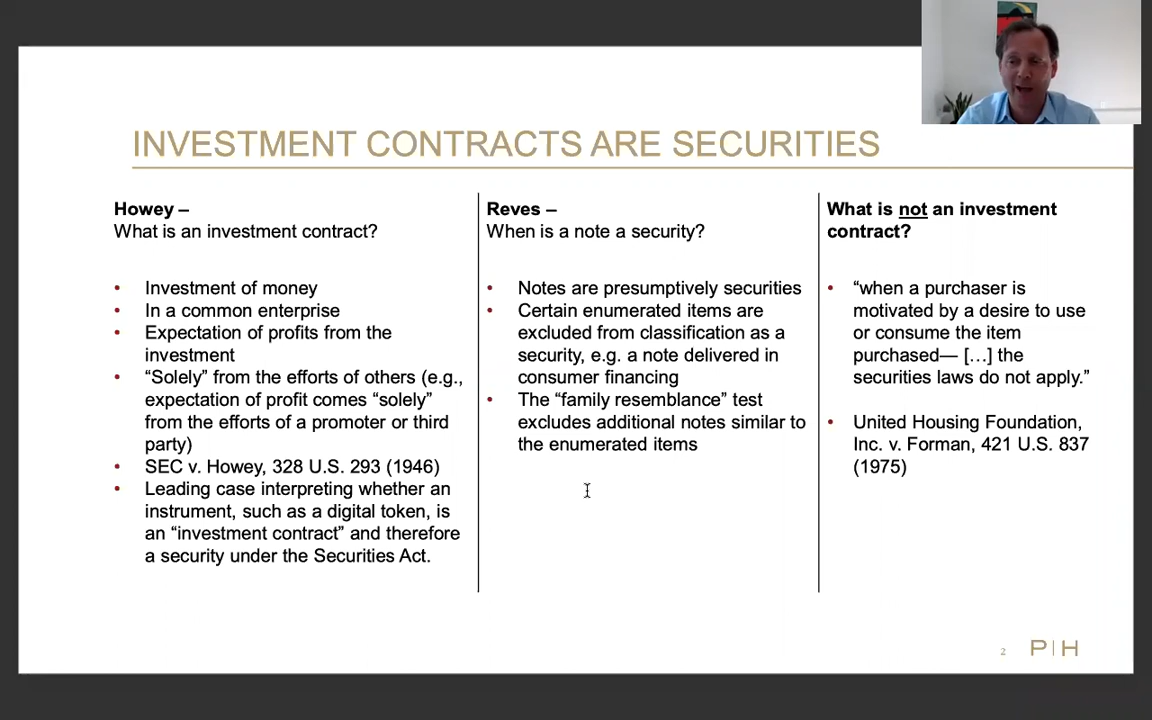 INVESTMENT CONTRACTS ARE SECURITIES
Howey –
What is an investment contract?
• Investment of money
• In a common enterprise
• Expectation of profits from the
investment
• “Solely” from the efforts of others (e.g.,
expectation of profit comes “solely”
from the efforts of a promoter or third
party)
• SEC v. Howey, 328 U.S. 293 (1946)
• Leading case interpreting whether an
instrument, such as a digital token, is
an “investment contract” and therefore
a security under the Securities Act.
Reves –
When is a note a security?
• Notes are presumptively securities
• Certain enumerated items are
excluded from classification as a
security, e.g. a note delivered in
consumer financing
• The “family resemblance” test
excludes additional notes similar to
the enumerated items
What is not an investment
contract?
• “when a purchaser is
motivated by a desire to use
or consume the item
purchased— […] the
securities laws do not apply.”
• United Housing Foundation,
Inc. v. Forman, 421 U.S. 837
(1975)
2
P|H